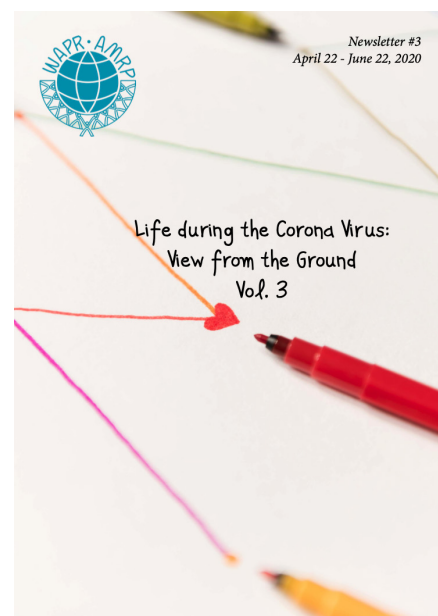 Newsletter #3
April 22 - June 22, 2020
WAPR · AMRP
Life during the Corona Virus:
View from the Ground
Vol. 3